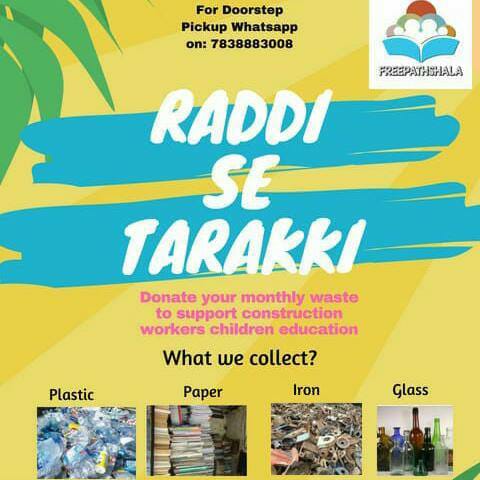 For Doorstep
Pickup Whatsapp
on: 7838883008
FREEPATHSHALA
RADDI
SE
TARAKKI
Donate your monthly waste
to support construction
workers children education
What we collect?
Plastic
Paper
Iron
Glass